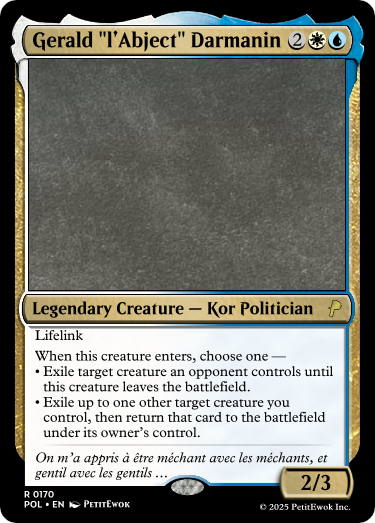 Gerald "l'Abject" Darmanin 2
Legendary Creature — Kor Politician
Lifelink
When this creature enters, choose one —
• Exile target creature an opponent controls until
this creature leaves the battlefield.
• Exile up to one other target creature you
control, then return that card to the battlefield
under its owner's control.
On m'a appris à être méchant avec les méchants, et
gentil avec les gentils …
2/3
R 0170
POL • EN PetitEwok
© 2025 PetitEwok Inc.